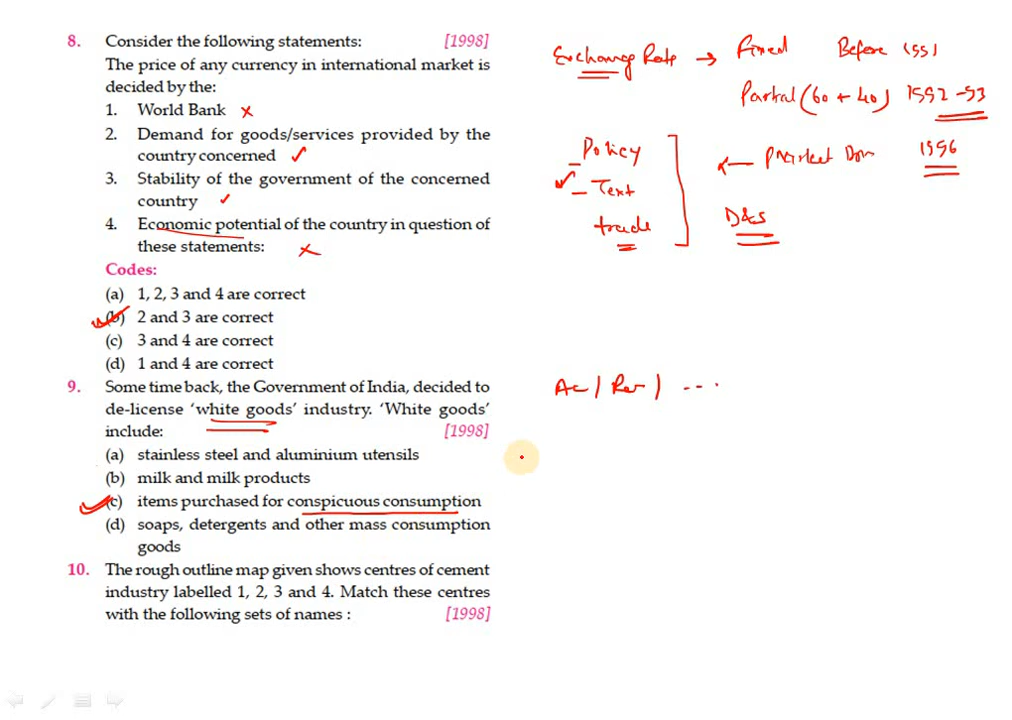 8. Consider the following statements: [1998]
The price of any currency in international market is
decided by the:
1. World Bank
2. Demand for goods/services provided by the
country concerned
3. Stability of the government of the concerned
country
4. Economic potential of the country in question of
these statements:
Codes:
(a) 1, 2, 3 and 4 are correct
(b) 2 and 3 are correct
(c) 3 and 4 are correct
(d) 1 and 4 are correct
9. Some time back, the Government of India, decided to
de-license ‘white goods’ industry. ‘White goods’
include: [1998]
(a) stainless steel and aluminium utensils
(b) milk and milk products
(c) items purchased for conspicuous consumption
(d) soaps, detergents and other mass consumption
goods
10. The rough outline map given shows centres of cement
industry labelled 1, 2, 3 and 4. Match these centres
with the following sets of names : [1998]
Exchange Rate → Fixed Before 1991
Partial (60 + 40) 1992-93
Policy
← Market 1996
Text
trade
D&S
AC / / ---.